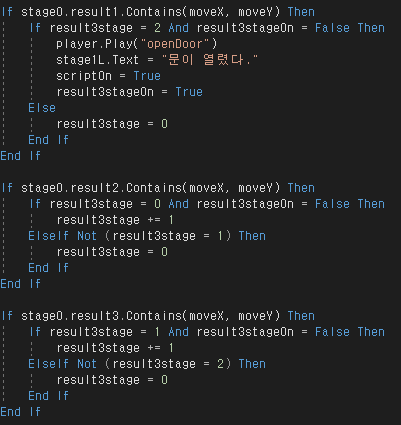 If stage0.result1.Contains(moveX, moveY) Then
If result3stage = 2 And result3stageOn = False Then
player.Play("openDoor")
stage1L.Text = "문이 열렸다."
scriptOn = True
result3stageOn = True
Else
result3stage = 0
End If
End If
If stage0.result2.Contains(moveX, moveY) Then
If result3stage = 0 And result3stageOn = False Then
result3stage += 1
ElseIf Not (result3stage = 1) Then
result3stage = 0
End If
End If
If stage0.result3.Contains(moveX, moveY) Then
If result3stage = 1 And result3stageOn = False Then
result3stage += 1
ElseIf Not (result3stage = 2) Then
result3stage = 0
End If
End If